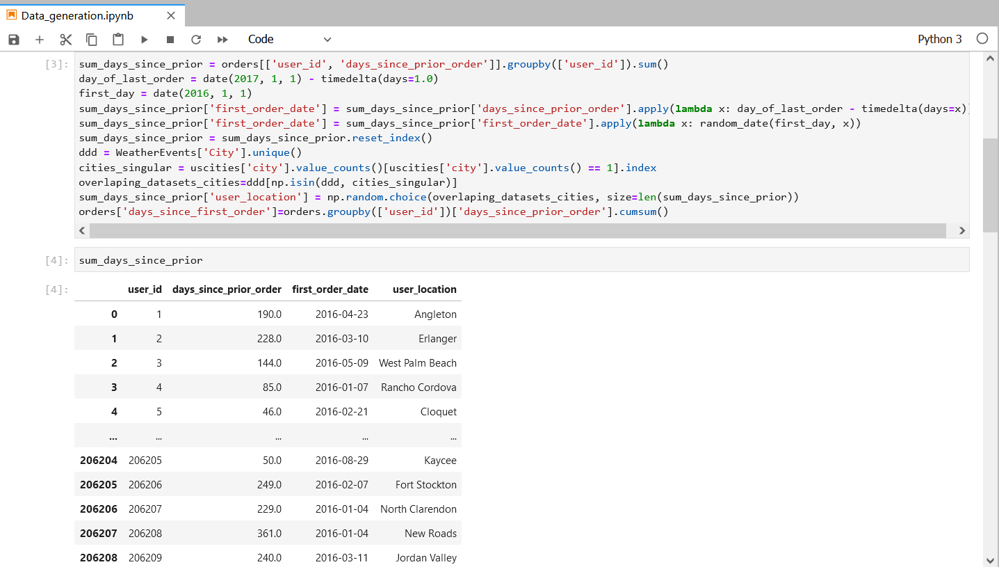 Data_generation.ipynb
Code
Python 3
[3]:
sum_days_since_prior = orders[['user_id', 'days_since_prior_order']].groupby(['user_id']).sum()
day_of_last_order = date(2017, 1, 1) - timedelta(days=1.0)
first_day = date(2016, 1, 1)
sum_days_since_prior['first_order_date'] = sum_days_since_prior['days_since_prior_order'].apply(lambda x: day_of_last_order - timedelta(days=x))
sum_days_since_prior['first_order_date'] = sum_days_since_prior['first_order_date'].apply(lambda x: random_date(first_day, x))
sum_days_since_prior = sum_days_since_prior.reset_index()
ddd = WeatherEvents['City'].unique()
cities_singular = uscities['city'].value_counts()[uscities['city'].value_counts() == 1].index
overlaping_datasets_cities=ddd[np.isin(ddd, cities_singular)]
sum_days_since_prior['user_location'] = np.random.choice(overlaping_datasets_cities, size=len(sum_days_since_prior))
orders['days_since_first_order']=orders.groupby(['user_id'])['days_since_prior_order'].cumsum()
[4]: sum_days_since_prior
[4]:
user_id days_since_prior_order first_order_date user_location
0 1 190.0 2016-04-23 Angleton
1 2 228.0 2016-03-10 Erlanger
2 3 144.0 2016-05-09 West Palm Beach
3 4 85.0 2016-01-07 Rancho Cordova
4 5 46.0 2016-02-21 Cloquet
... ... ... ... ...
206204 206205 50.0 2016-08-29 Kaycee
206205 206206 249.0 2016-02-07 Fort Stockton
206206 206207 229.0 2016-01-04 North Clarendon
206207 206208 361.0 2016-01-04 New Roads
206208 206209 240.0 2016-03-11 Jordan Valley